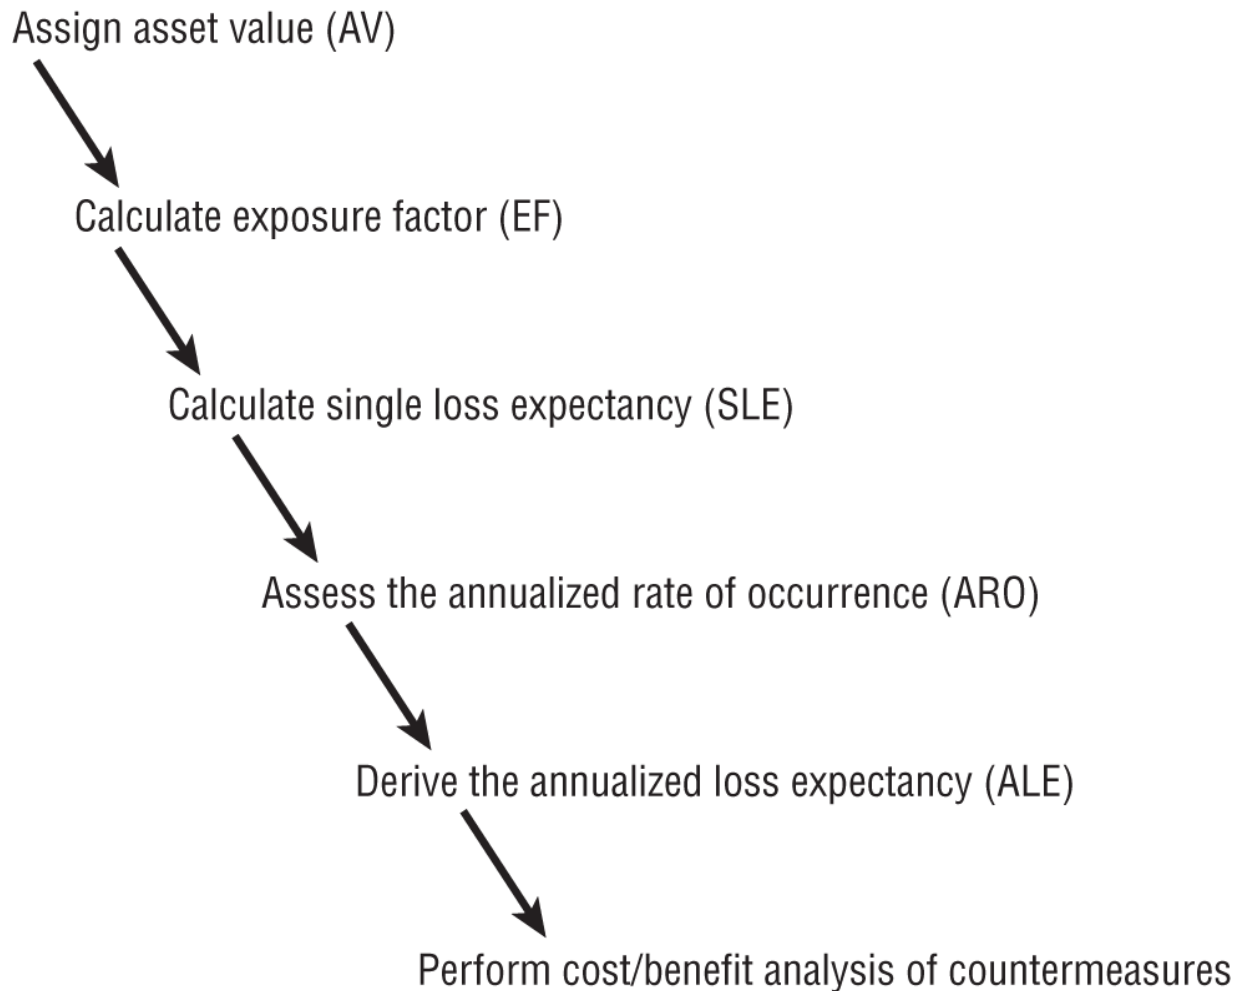 Assign asset value (AV)
Calculate exposure factor (EF)
Calculate single loss expectancy (SLE)
Assess the annualized rate of occurrence (ARO)
Derive the annualized loss expectancy (ALE)
Perform cost/benefit analysis of countermeasures